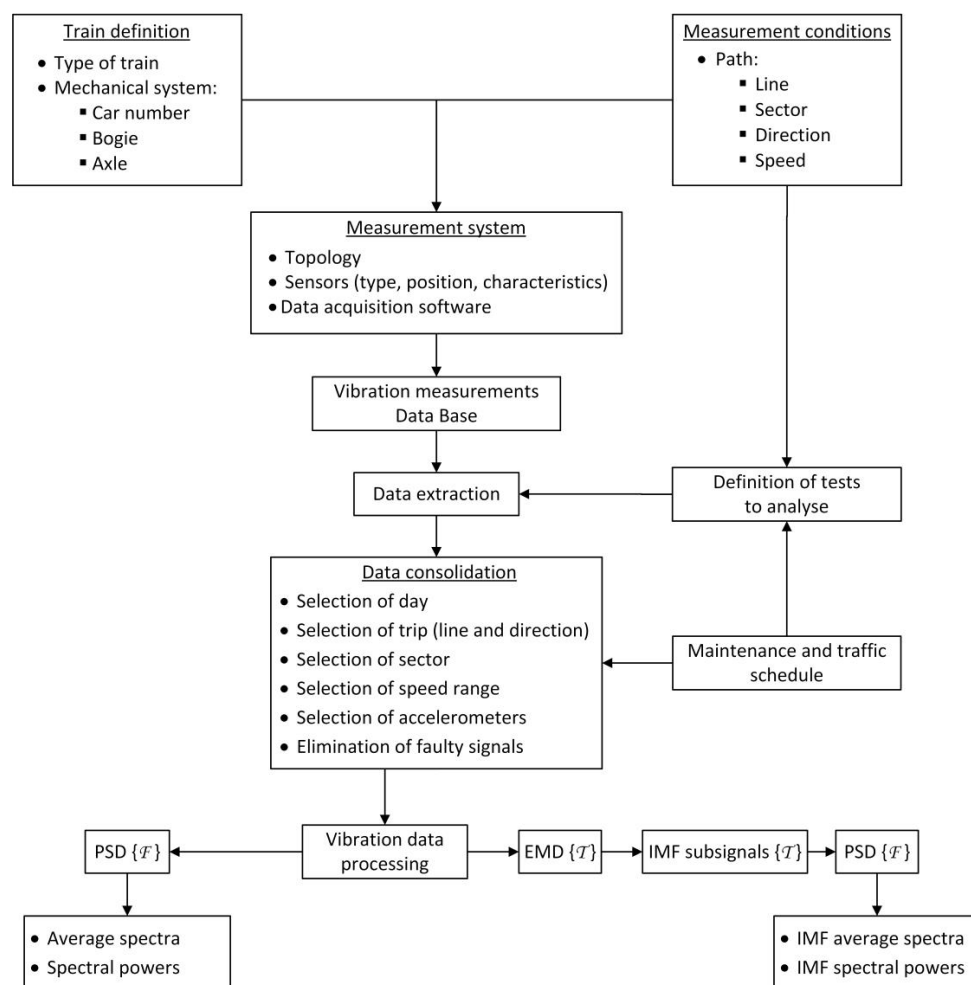 Train definition
● Type of train
● Mechanical system:
▪ Car number
▪ Bogie
▪ Axle
Measurement conditions
● Path:
▪ Line
▪ Sector
▪ Direction
▪ Speed
Measurement system
● Topology
● Sensors (type, position, characteristics)
● Data acquisition software
Vibration measurements
Data Base
Data extraction
Definition of tests
to analyse
Data consolidation
● Selection of day
● Selection of trip (line and direction)
● Selection of sector
● Selection of speed range
● Selection of accelerometers
● Elimination of faulty signals
Maintenance and traffic
schedule
PSD {ℱ}
Vibration data
processing
EMD {𝒯}
IMF subsignals {𝒯}
PSD {ℱ}
● Average spectra
● Spectral powers
● IMF average spectra
● IMF spectral powers